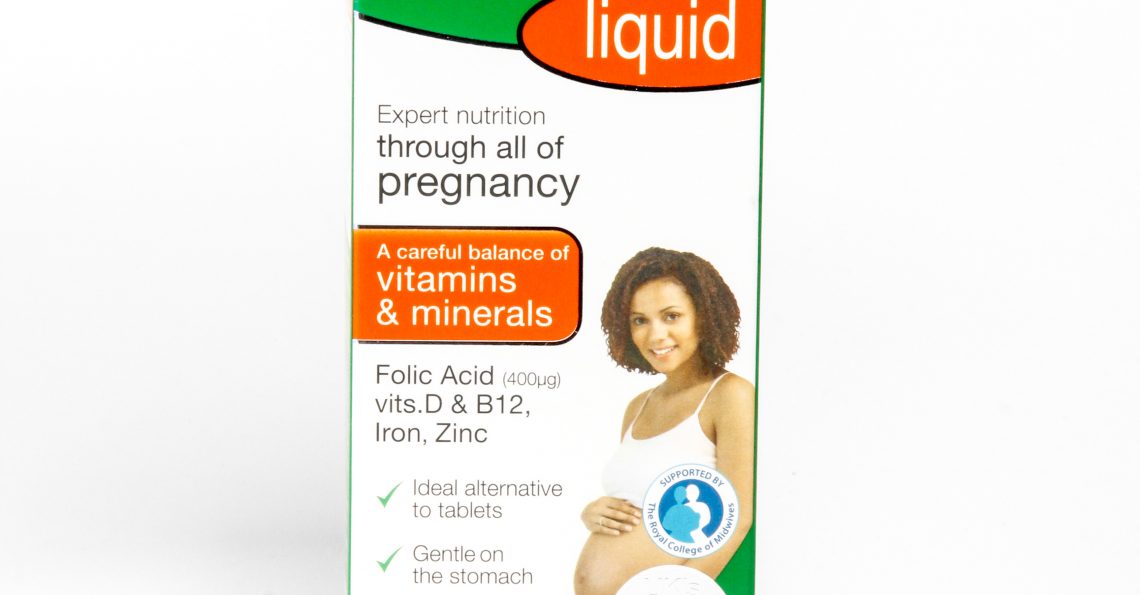 liquid
Expert nutrition
through all of
pregnancy
A careful balance of
vitamins
& minerals
Folic Acid (400µg)
vits.D & B12,
Iron, Zinc
Ideal alternative
to tablets
Gentle on
the stomach
SUPPORTED BY
The Royal College of Midwives
UK's